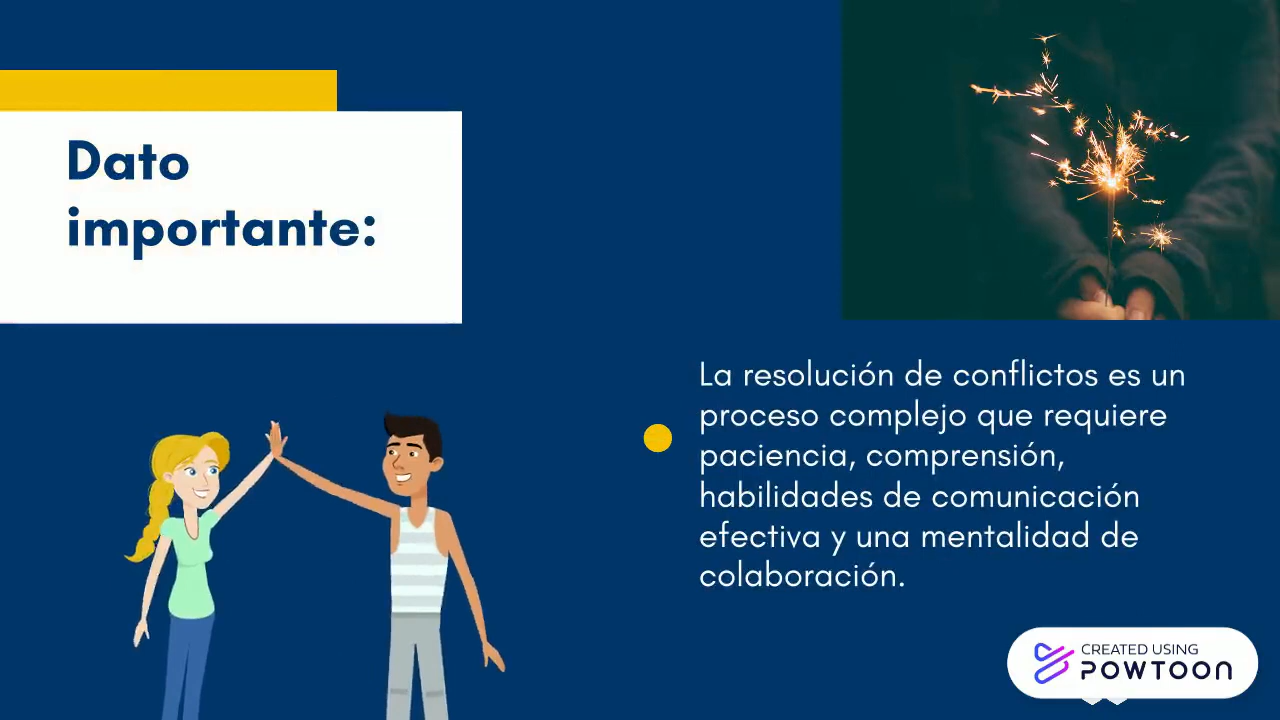 Dato
importante:
La resolución de conflictos es un
proceso complejo que requiere
paciencia, comprensión,
habilidades de comunicación
efectiva y una mentalidad de
colaboración.
CREATED USING
POWTOON